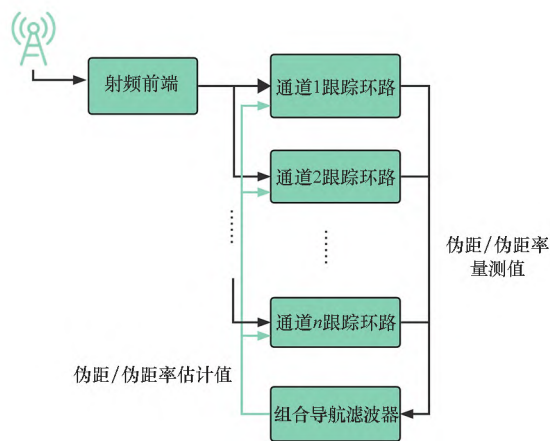 射频前端
通道1跟踪环路
通道2跟踪环路
伪距/伪距率
量测值
通道n跟踪环路
伪距/伪距率估计值
组合导航滤波器